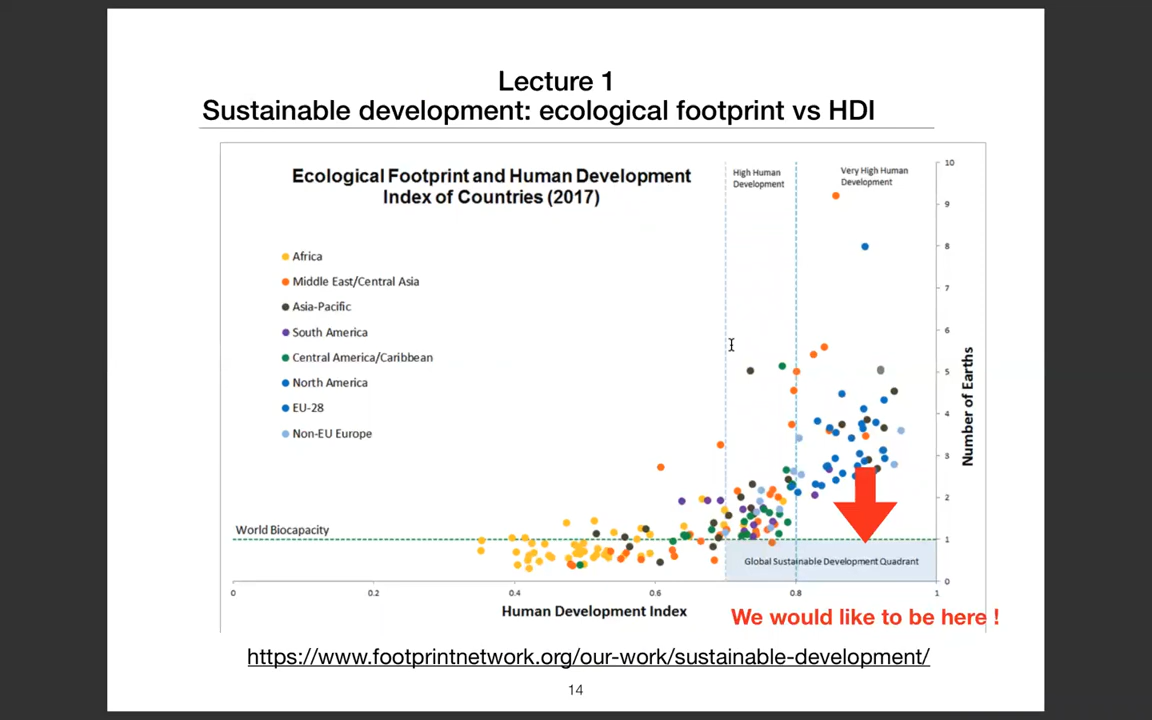 Lecture 1
Sustainable development: ecological footprint vs HDI
Ecological Footprint and Human Development
Index of Countries (2017)
High Human
Development
Very High Human
Development
Africa
Middle East/Central Asia
Asia-Pacific
South America
Central America/Caribbean
North America
EU-28
Non-EU Europe
10
9
8
7
6
5
4
3
2
1
0
Number of Earths
World Biocapacity
Global Sustainable Development Quadrant
0
0.2
0.4
0.6
0.8
1
Human Development Index
We would like to be here !
https://www.footprintnetwork.org/our-work/sustainable-development/
14